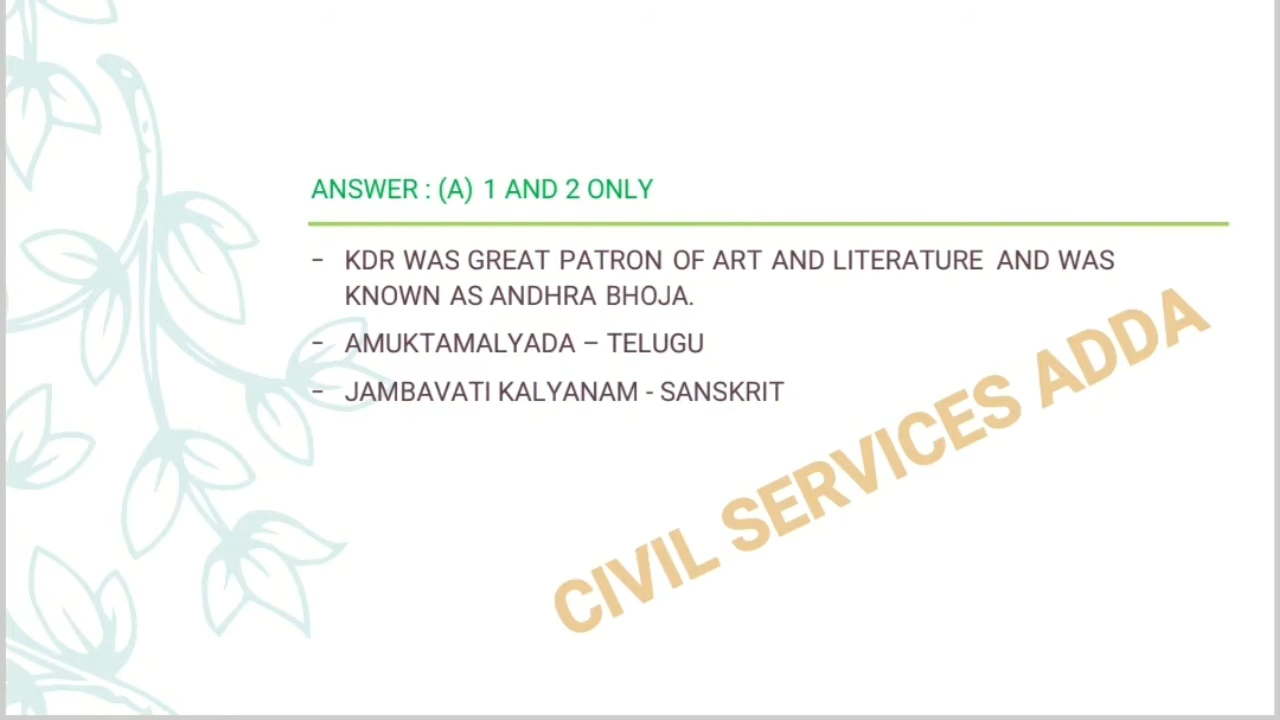 ANSWER : (A) 1 AND 2 ONLY
- KDR WAS GREAT PATRON OF ART AND LITERATURE AND WAS
KNOWN AS ANDHRA BHOJA.
- AMUKTAMALYADA – TELUGU
- JAMBAVATI KALYANAM - SANSKRIT
CIVIL SERVICES ADDA